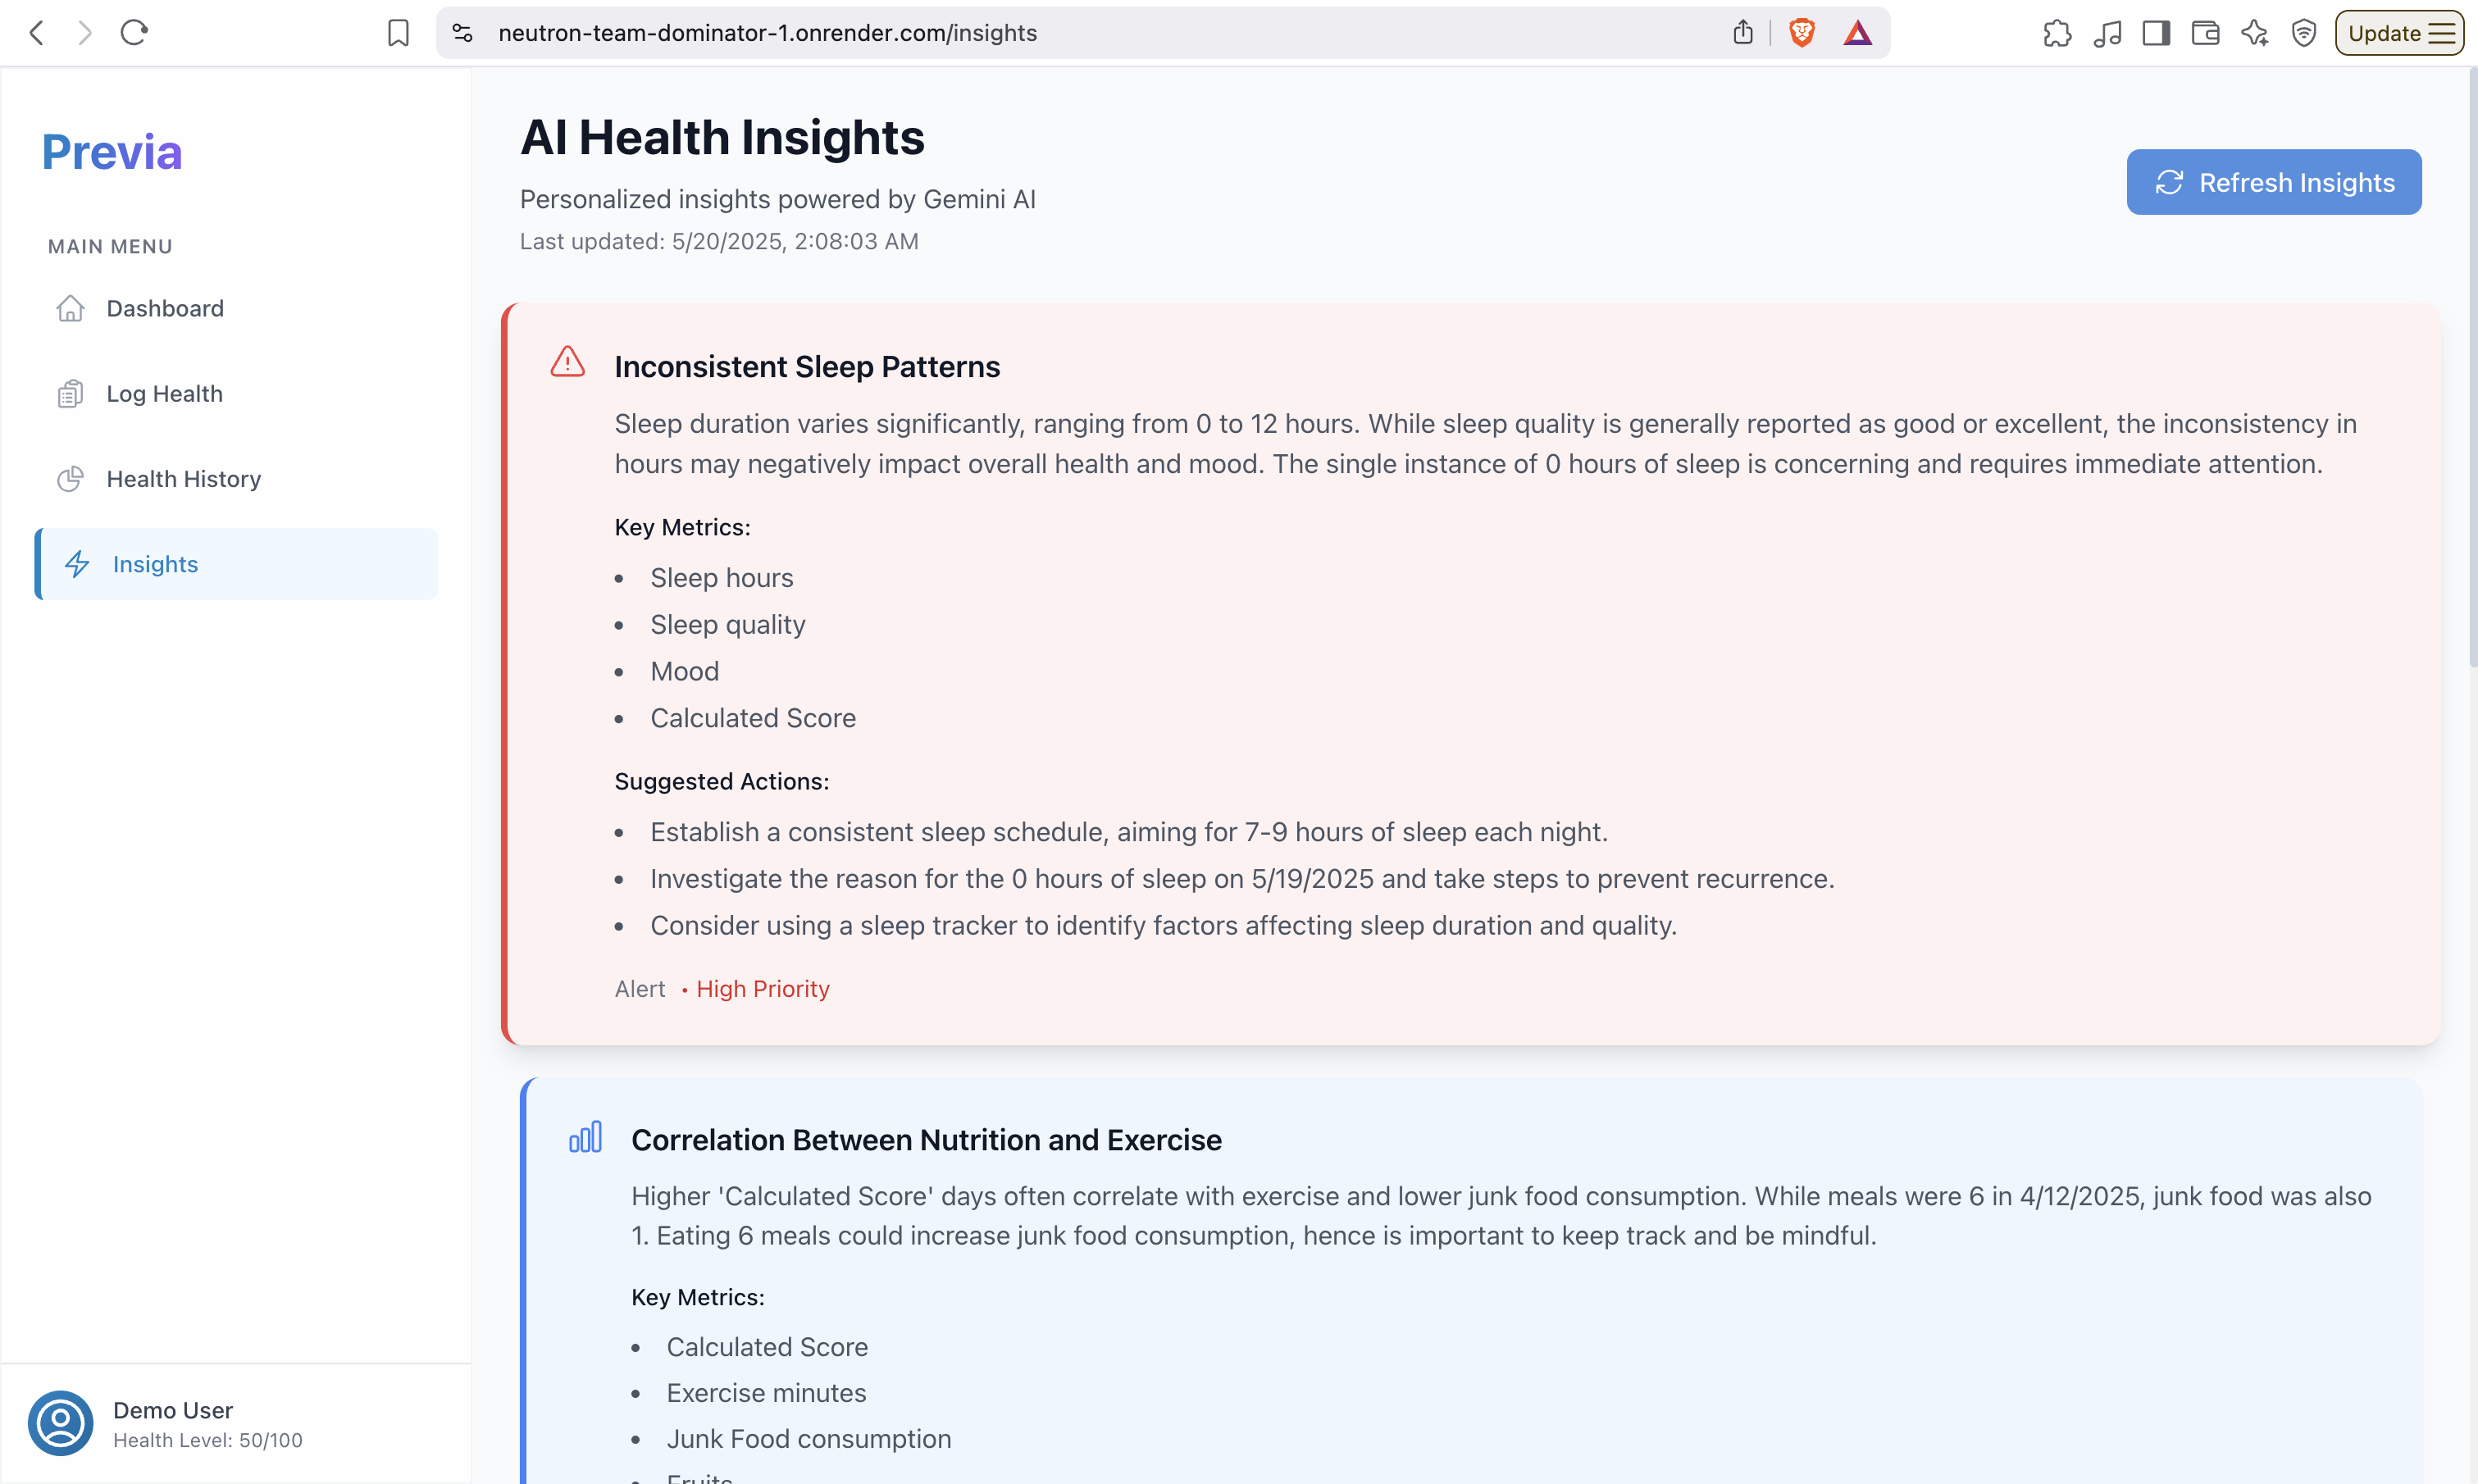 neutron-team-dominator-1.onrender.com/insights
Update
Previa
MAIN MENU
Dashboard
Log Health
Health History
Insights
Demo User
Health Level: 50/100
AI Health Insights
Personalized insights powered by Gemini AI
Last updated: 5/20/2025, 2:08:03 AM
Refresh Insights
Inconsistent Sleep Patterns
Sleep duration varies significantly, ranging from 0 to 12 hours. While sleep quality is generally reported as good or excellent, the inconsistency in
hours may negatively impact overall health and mood. The single instance of 0 hours of sleep is concerning and requires immediate attention.
Key Metrics:
• Sleep hours
• Sleep quality
• Mood
• Calculated Score
Suggested Actions:
• Establish a consistent sleep schedule, aiming for 7-9 hours of sleep each night.
• Investigate the reason for the 0 hours of sleep on 5/19/2025 and take steps to prevent recurrence.
• Consider using a sleep tracker to identify factors affecting sleep duration and quality.
Alert • High Priority
Correlation Between Nutrition and Exercise
Higher 'Calculated Score' days often correlate with exercise and lower junk food consumption. While meals were 6 in 4/12/2025, junk food was also
1. Eating 6 meals could increase junk food consumption, hence is important to keep track and be mindful.
Key Metrics:
• Calculated Score
• Exercise minutes
• Junk Food consumption
• Fruits